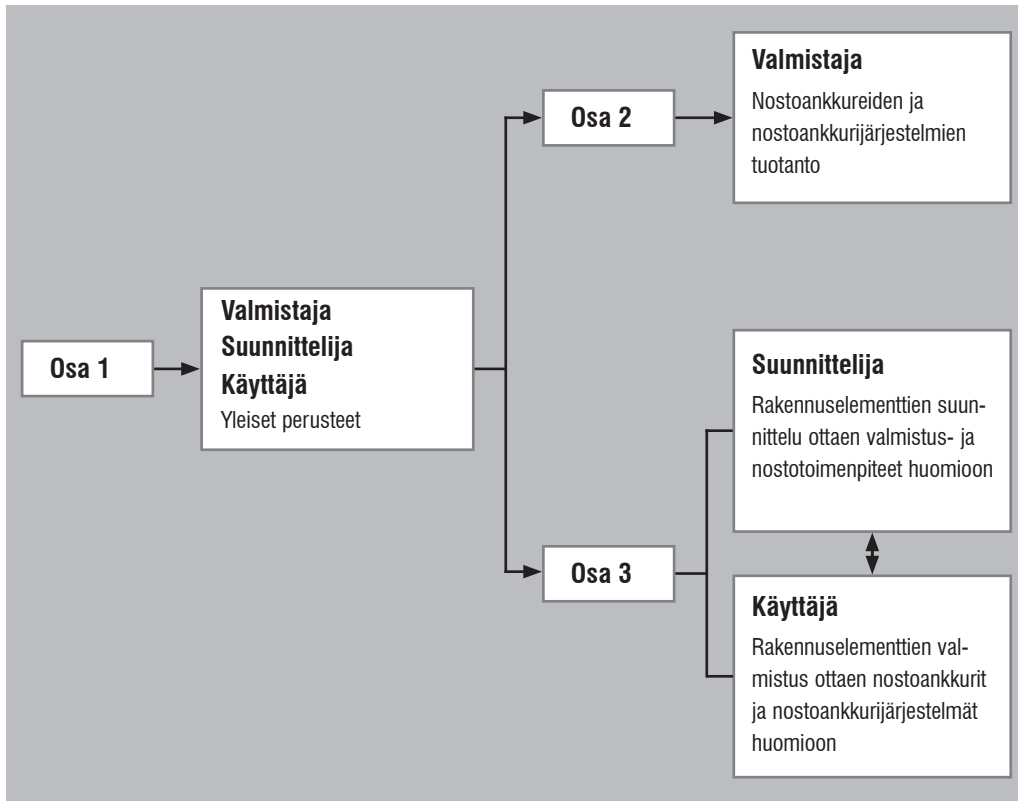 Osa 1
Valmistaja
Suunnittelija
Käyttäjä
Yleiset perusteet
Osa 2
Valmistaja
Nostoankkureiden ja
nostoankkurijärjestelmien
tuotanto
Osa 3
Suunnittelija
Rakennuselementtien suun-
nittelu ottaen valmistus- ja
nostotoimenpiteet huomioon
Käyttäjä
Rakennuselementtien val-
mistus ottaen nostoankkurit
ja nostoankkurijärjestelmät
huomioon